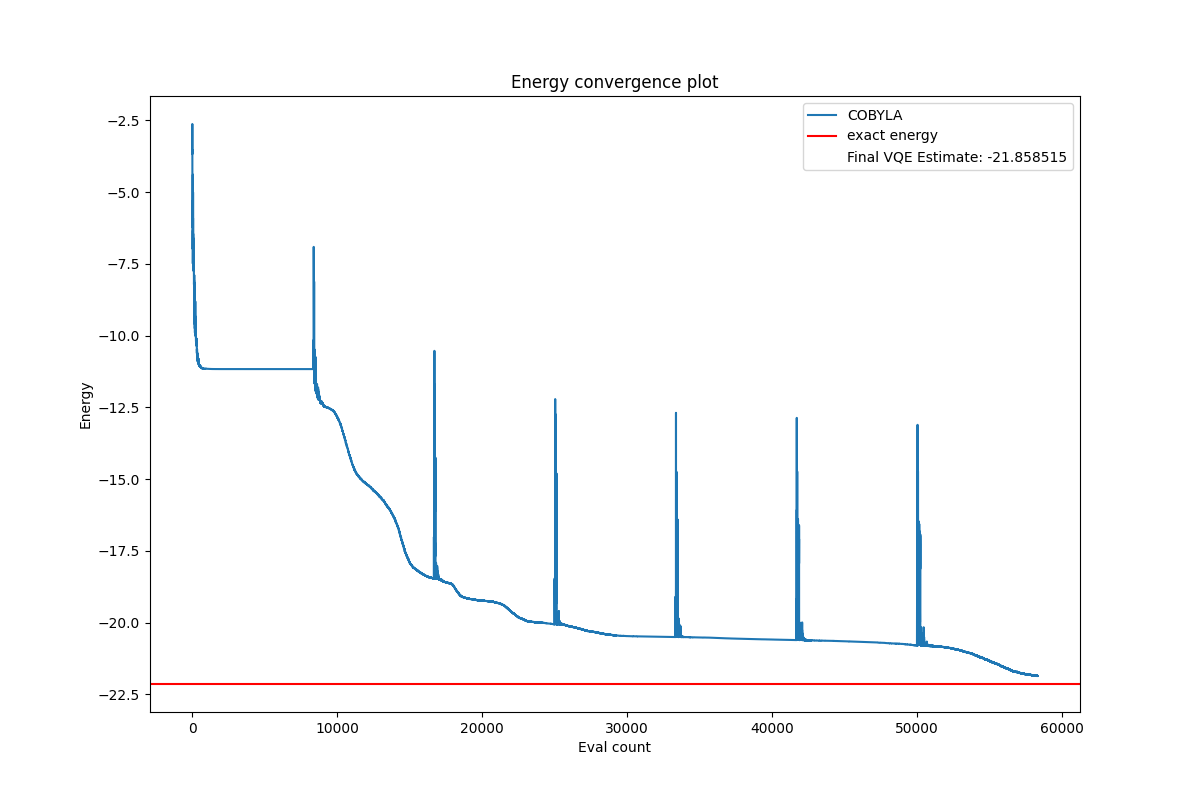 Energy convergence plot
COBYLA
exact energy
Final VQE Estimate: -21.858515
Energy
−2.5
−5.0
−7.5
−10.0
−12.5
−15.0
−17.5
−20.0
−22.5
0 10000 20000 30000 40000 50000 60000
Eval count